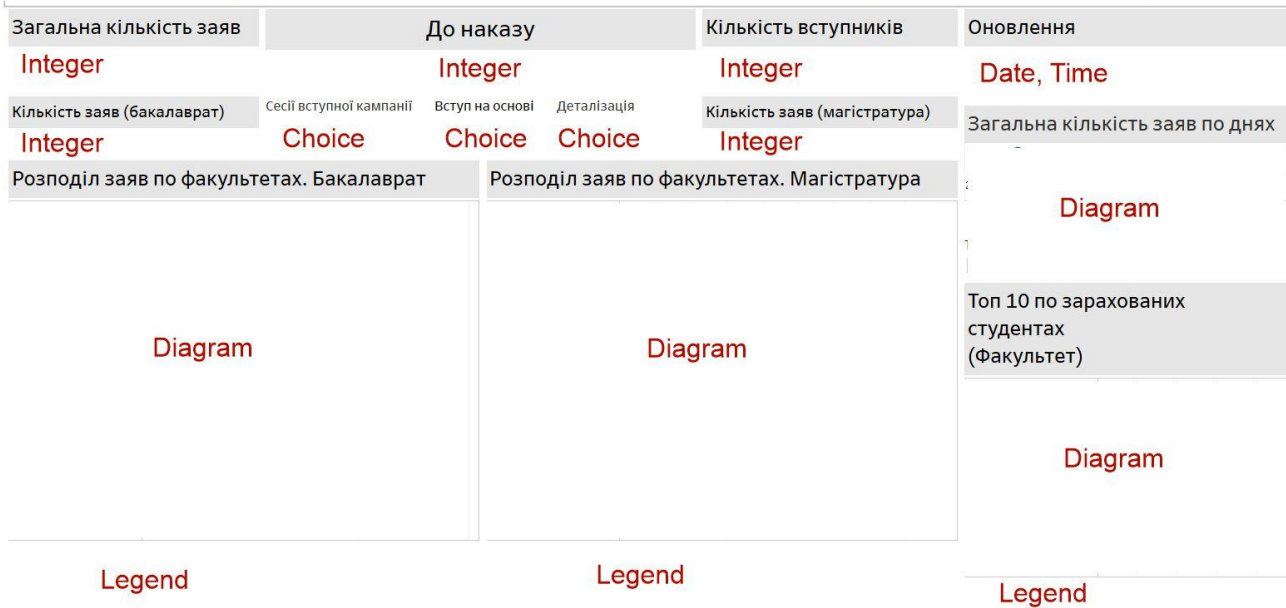 Загальна кількість заяв
До наказу
Кількість вступників
Оновлення
Integer
Integer
Integer
Date, Time
Кількість заяв (бакалаврат)
Сесії вступної кампанії
Вступ на основі
Деталізація
Кількість заяв (магістратура)
Загальна кількість заяв по днях
Integer
Choice
Choice
Choice
Integer
Розподіл заяв по факультетах. Бакалаврат
Розподіл заяв по факультетах. Магістратура
Diagram
Топ 10 по зарахованих
студентах
(Факультет)
Diagram
Diagram
Diagram
Legend
Legend
Legend